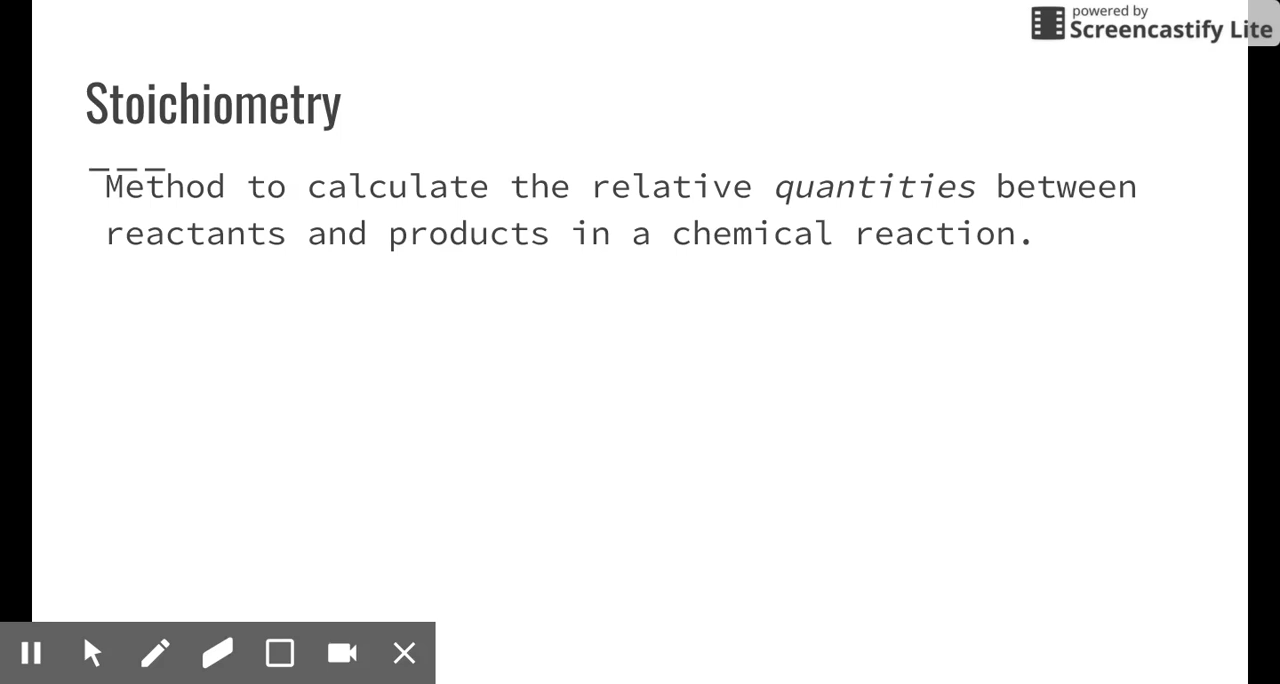 powered by
Screencastify Lite
Stoichiometry
Method to calculate the relative quantities between
reactants and products in a chemical reaction.